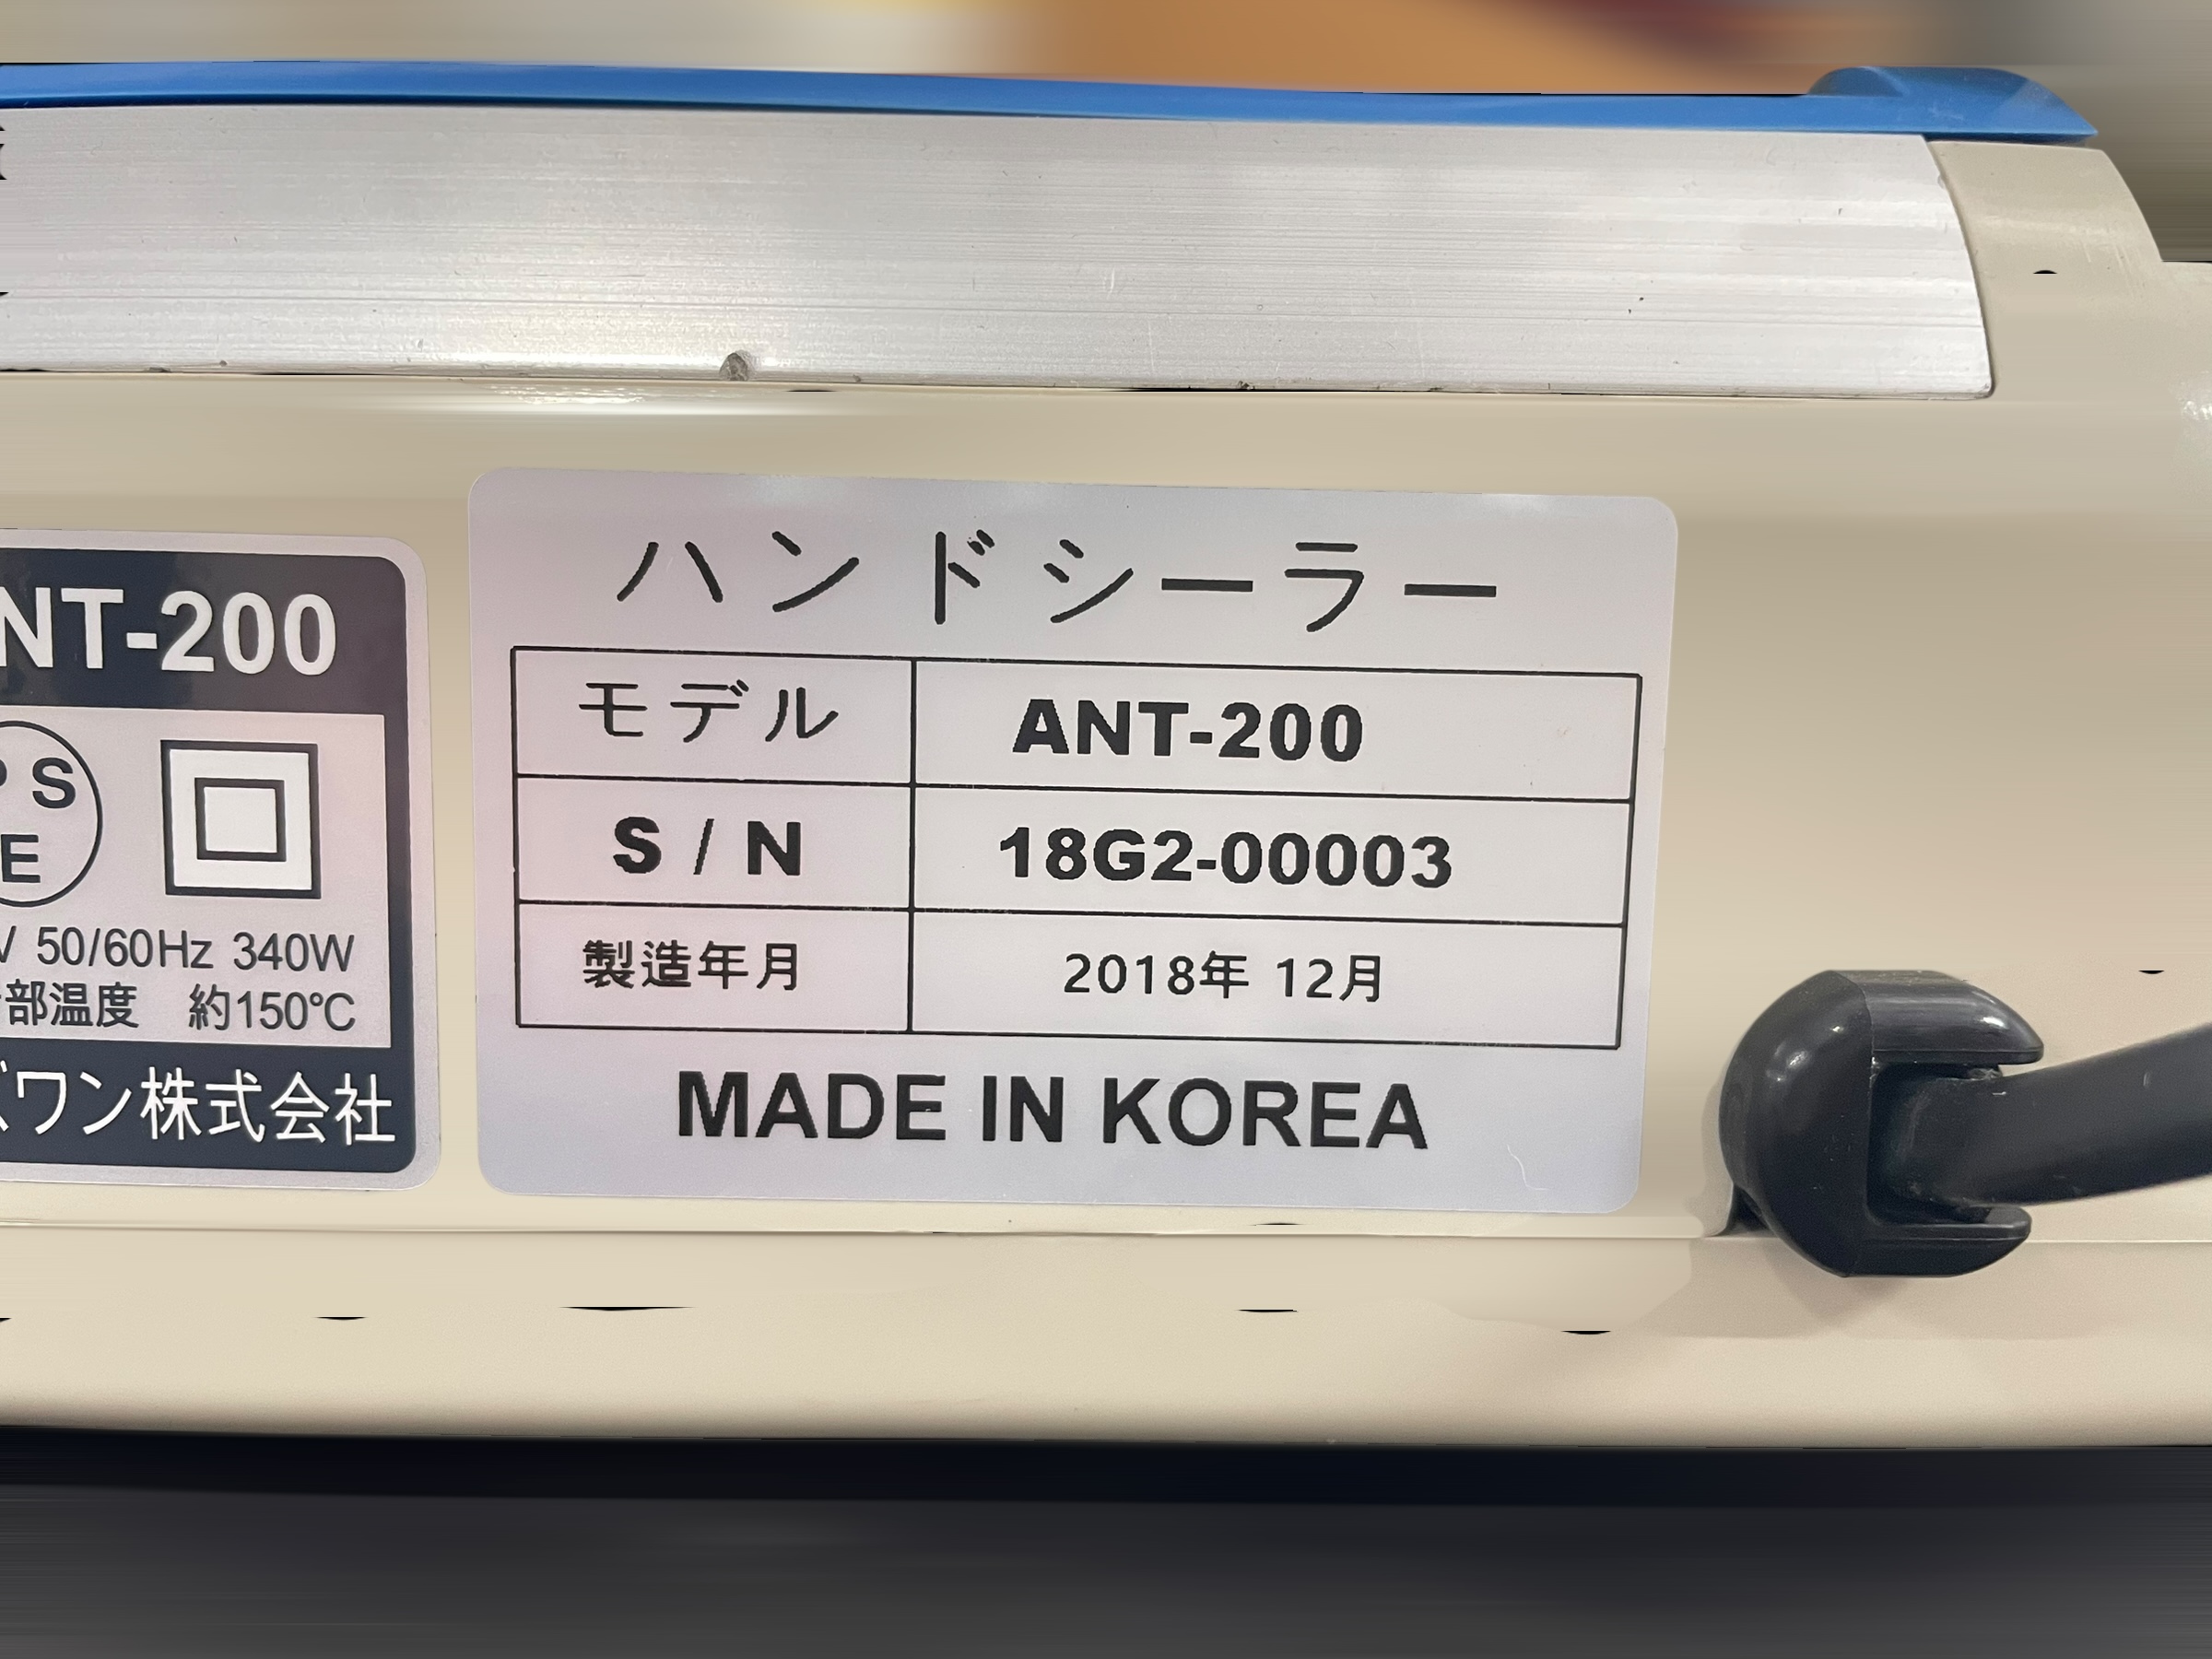 NT-200
PS
E
V 50/60Hz 340W
部温度 約150℃
ズワン株式会社
ハンドシーラー
モデル ANT-200
S / N 18G2-00003
製造年月 2018年 12月
MADE IN KOREA